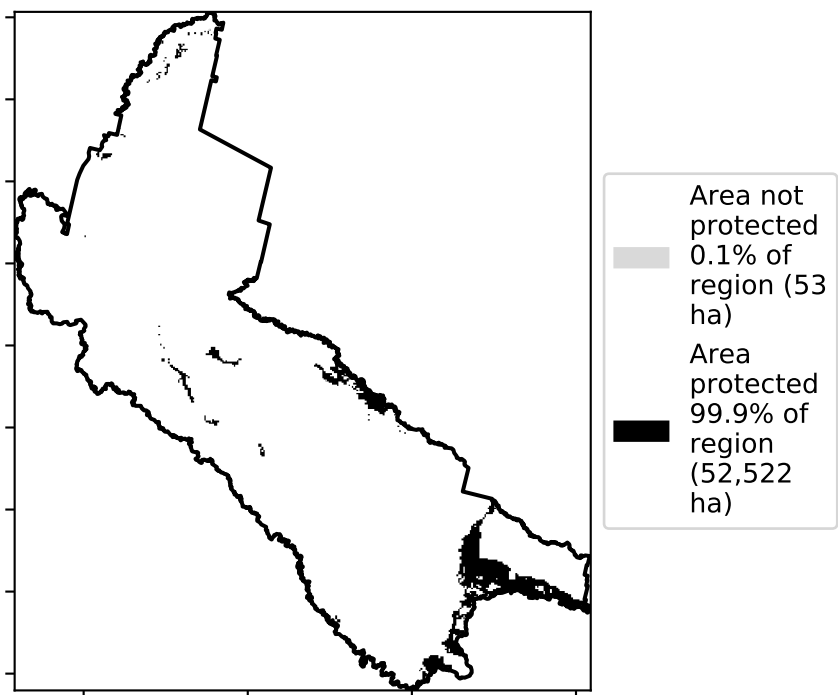 Area not
protected
0.1% of
region (53
ha)
Area
protected
99.9% of
region
(52,522
ha)